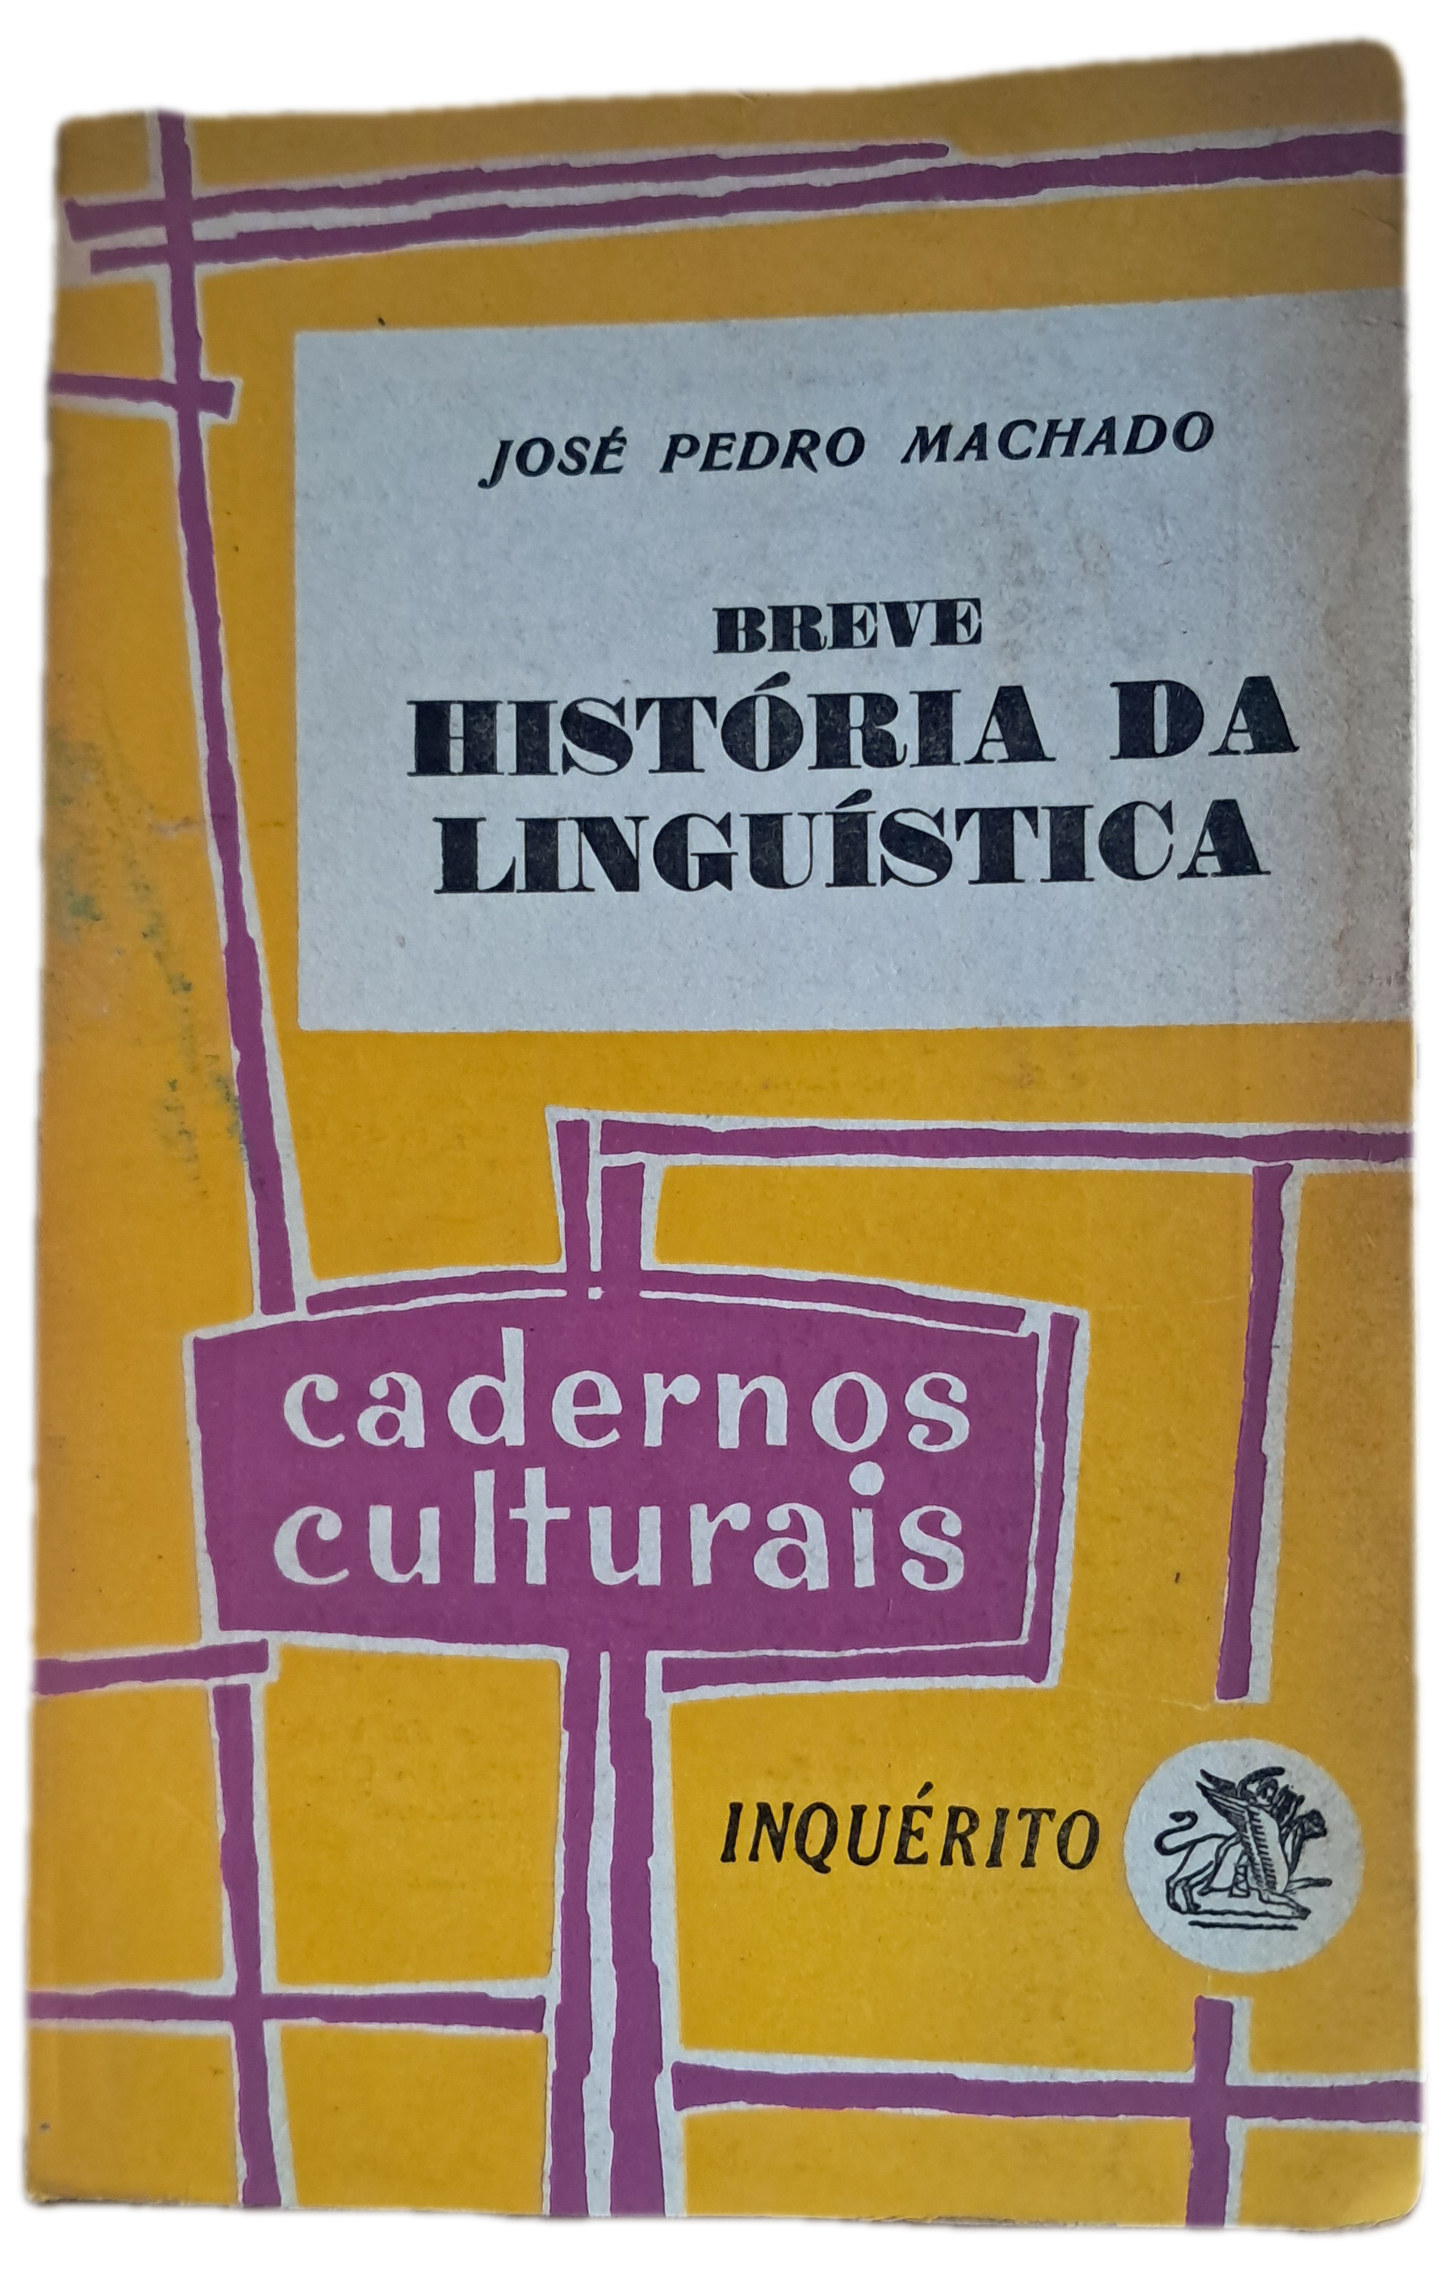 JOSÉ PEDRO MACHADO
BREVE
HISTÓRIA DA
LINGUÍSTICA
cadernos
culturais
INQUÉRITO